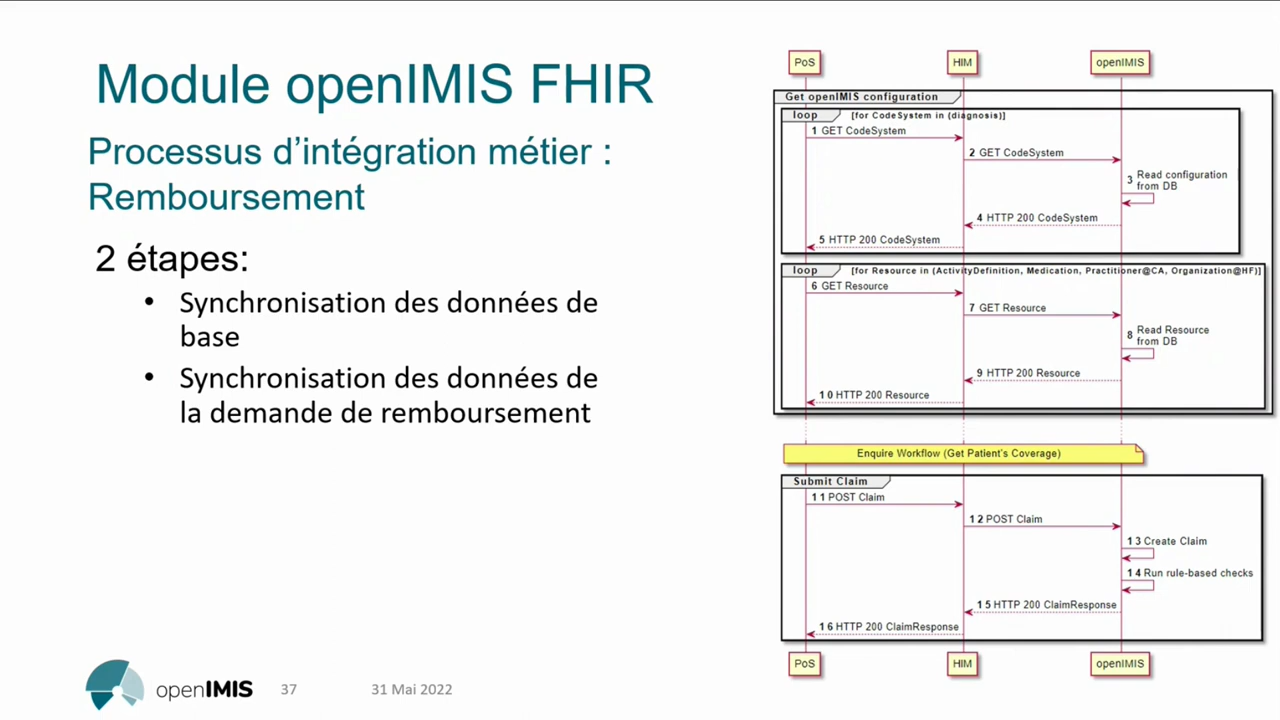 Module openIMIS FHIR
Processus d’intégration métier :
Remboursement
2 étapes:
• Synchronisation des données de
base
• Synchronisation des données de
la demande de remboursement
openIMIS
37
31 Mai 2022
PoS
HIM
openIMIS
Get openIMIS configuration
loop
[for CodeSystem in (diagnosis)]
1 GET CodeSystem
2 GET CodeSystem
3 Read configuration
from DB
4 HTTP 200 CodeSystem
5 HTTP 200 CodeSystem
loop
[for Resource in (ActivityDefinition, Medication, Practitioner@CA, Organization@HF)]
6 GET Resource
7 GET Resource
8 Read Resource
from DB
9 HTTP 200 Resource
10 HTTP 200 Resource
Enquire Workflow (Get Patient's Coverage)
Submit Claim
11 POST Claim
12 POST Claim
13 Create Claim
14 Run rule-based checks
15 HTTP 200 ClaimResponse
16 HTTP 200 ClaimResponse
PoS
HIM
openIMIS